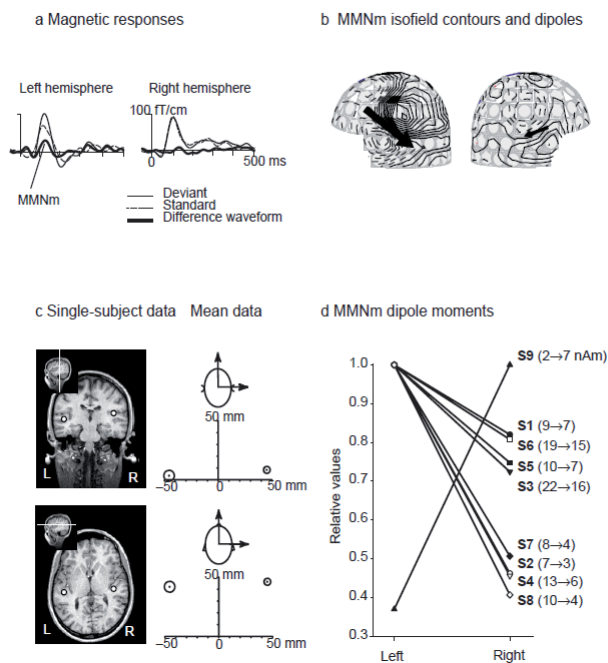 a Magnetic responses
Left hemisphere
Right hemisphere
100 fT/cm
0
500 ms
MMNm
Deviant
Standard
Difference waveform
b MMNm isofield contours and dipoles
c Single-subject data
Mean data
L
R
50 mm
–50
0
50 mm
L
R
50 mm
–50
0
50 mm
d MMNm dipole moments
Relative values
1.0
0.9
0.8
0.7
0.6
0.5
0.4
0.3
Left
Right
S9 (2→7 nAm)
S1 (9→7)
S6 (19→15)
S5 (10→7)
S3 (22→16)
S7 (8→4)
S2 (7→3)
S4 (13→6)
S8 (10→4)